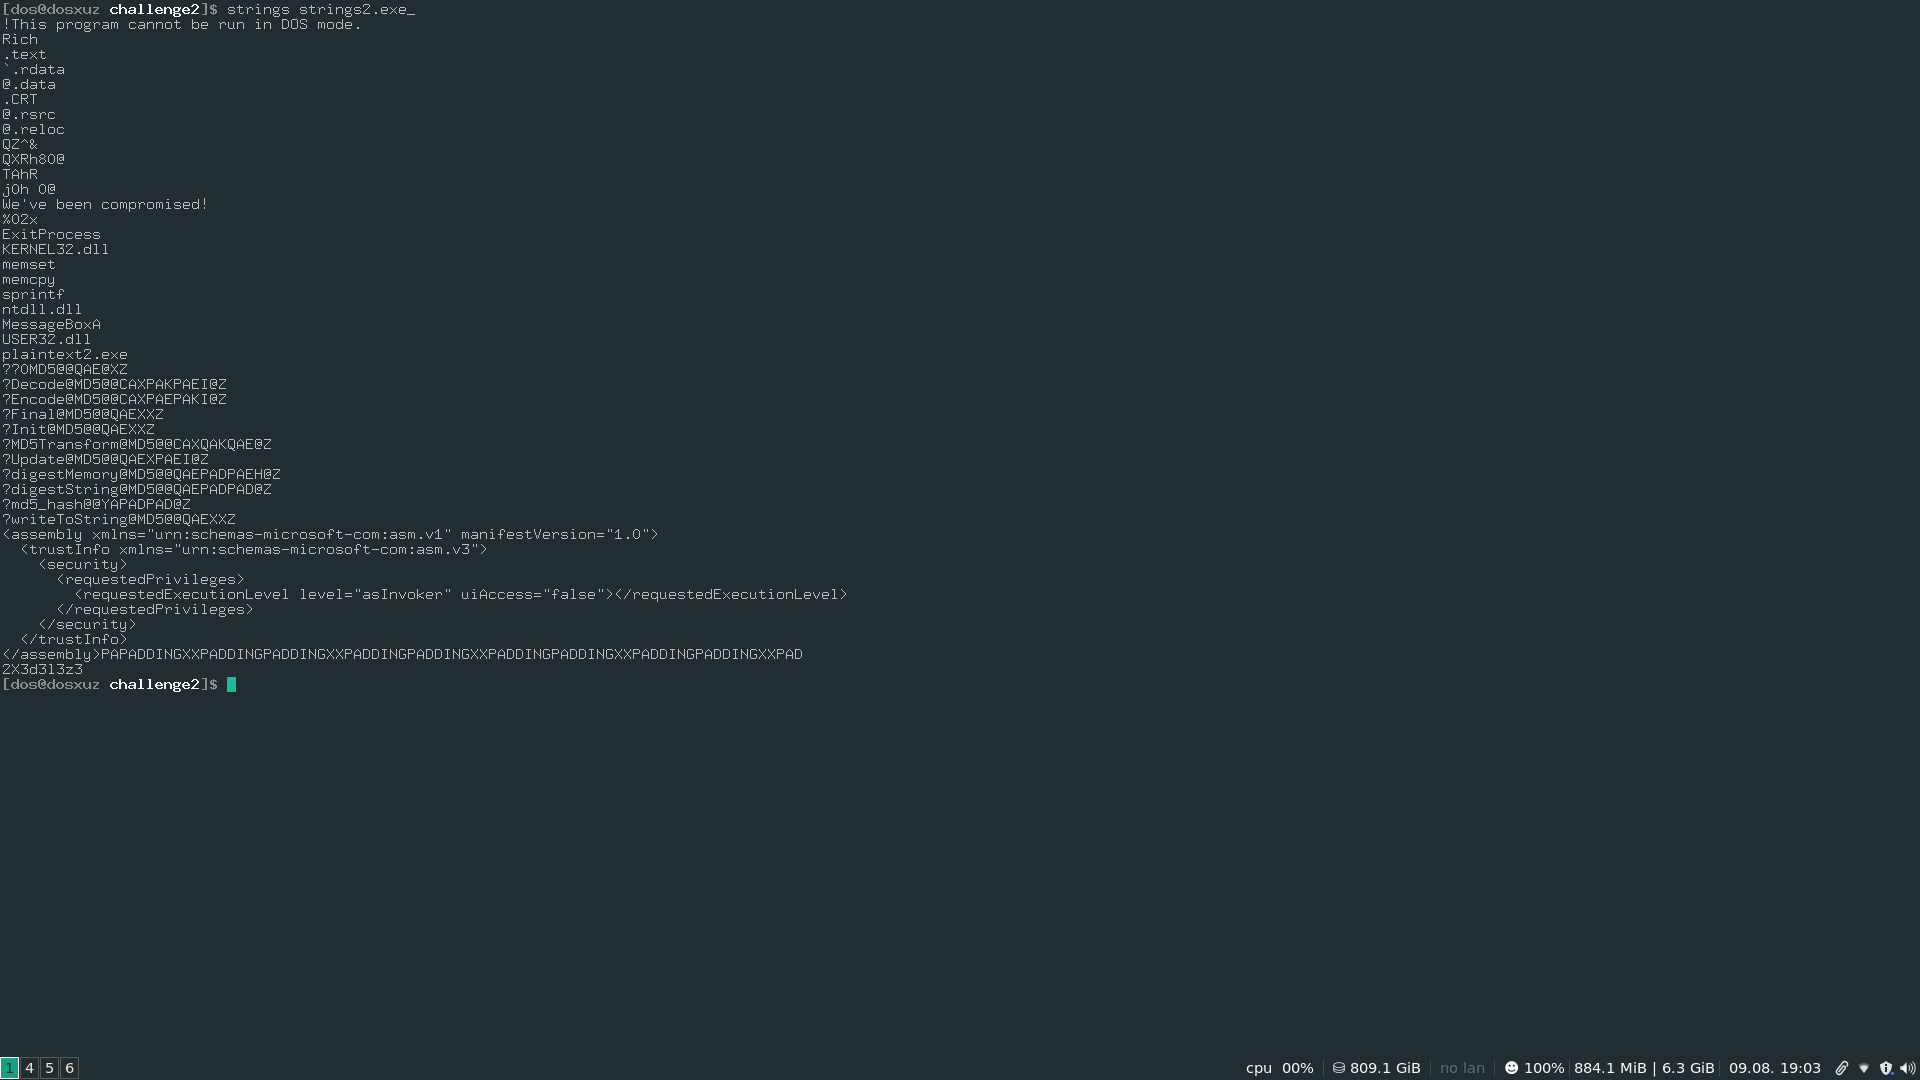 [dos@dosxuz challenge2]$ strings strings2.exe_
!This program cannot be run in DOS mode.
Rich
.text
`.rdata
@.data
.CRT
@.rsrc
@.reloc
QZ^&
QXRh8O@
TAhR
jOh O@
We've been compromised!
%02x
ExitProcess
KERNEL32.dll
memset
memcpy
sprintf
ntdll.dll
MessageBoxA
USER32.dll
plaintext2.exe
??0MD5@@QAE@XZ
?Decode@MD5@@CAXPAKPAEI@Z
?Encode@MD5@@CAXPAEPAKI@Z
?Final@MD5@@QAEXXZ
?Init@MD5@@QAEXXZ
?MD5Transform@MD5@@CAXQAKQAE@Z
?Update@MD5@@QAEXPAEI@Z
?digestMemory@MD5@@QAEPADPAEH@Z
?digestString@MD5@@QAEPADPAD@Z
?md5_hash@@YAPADPAD@Z
?writeToString@MD5@@QAEXXZ
<assembly xmlns="urn:schemas-microsoft-com:asm.v1" manifestVersion="1.0">
  <trustInfo xmlns="urn:schemas-microsoft-com:asm.v3">
    <security>
      <requestedPrivileges>
        <requestedExecutionLevel level="asInvoker" uiAccess="false"></requestedExecutionLevel>
      </requestedPrivileges>
    </security>
  </trustInfo>
</assembly>PAPADDINGXXPADDINGPADDINGXXPADDINGPADDINGXXPADDINGPADDINGXXPADDINGPADDINGXXPAD
2X3d3l3z3
[dos@dosxuz challenge2]$
1 4 5 6 cpu 00% 809.1 GiB no lan 100% 884.1 MiB | 6.3 GiB 09.08. 19:03